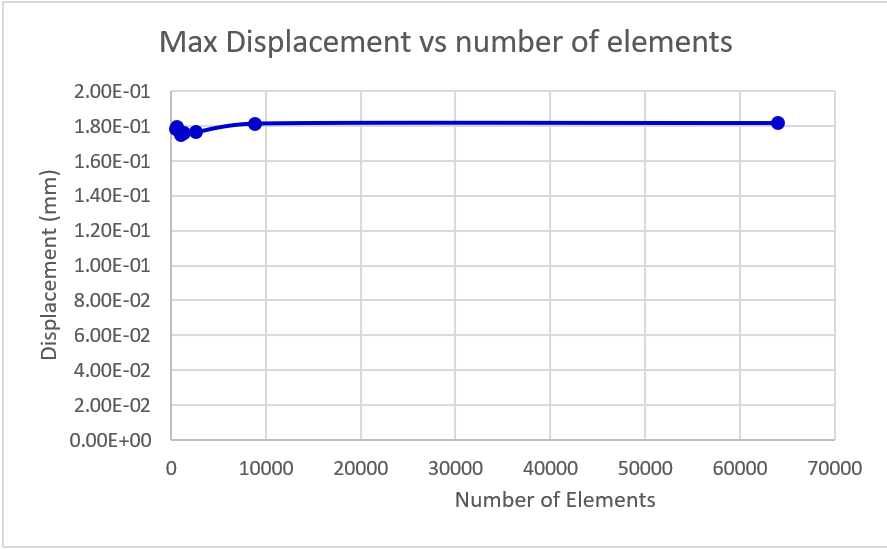 Max Displacement vs number of elements
2.00E-01
1.80E-01
1.60E-01
1.40E-01
1.20E-01
1.00E-01
8.00E-02
6.00E-02
4.00E-02
2.00E-02
0.00E+00
Displacement (mm)
0 10000 20000 30000 40000 50000 60000 70000
Number of Elements